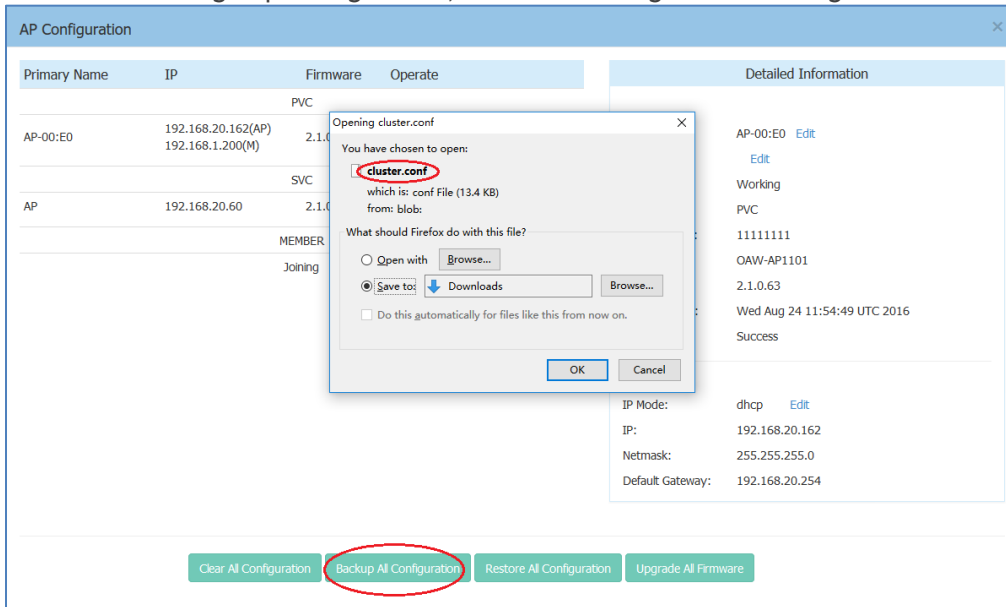 AP Configuration ×
Primary Name IP Firmware Operate
PVC
AP-00:E0 192.168.20.162(AP) 2.1.0
192.168.1.200(M)
SVC
AP 192.168.20.60 2.1.0
MEMBER
Joining
Opening cluster.conf ×
You have chosen to open:
cluster.conf
which is: conf File (13.4 KB)
from: blob:
What should Firefox do with this file?
Open with Browse...
Save to: Downloads Browse...
Do this automatically for files like this from now on.
OK Cancel
Detailed Information
AP-00:E0 Edit
Edit
Working
PVC
: 11111111
OAW-AP1101
2.1.0.63
: Wed Aug 24 11:54:49 UTC 2016
Success
IP Mode: dhcp Edit
IP: 192.168.20.162
Netmask: 255.255.255.0
Default Gateway: 192.168.20.254
Clear All Configuration Backup All Configuration Restore All Configuration Upgrade All Firmware